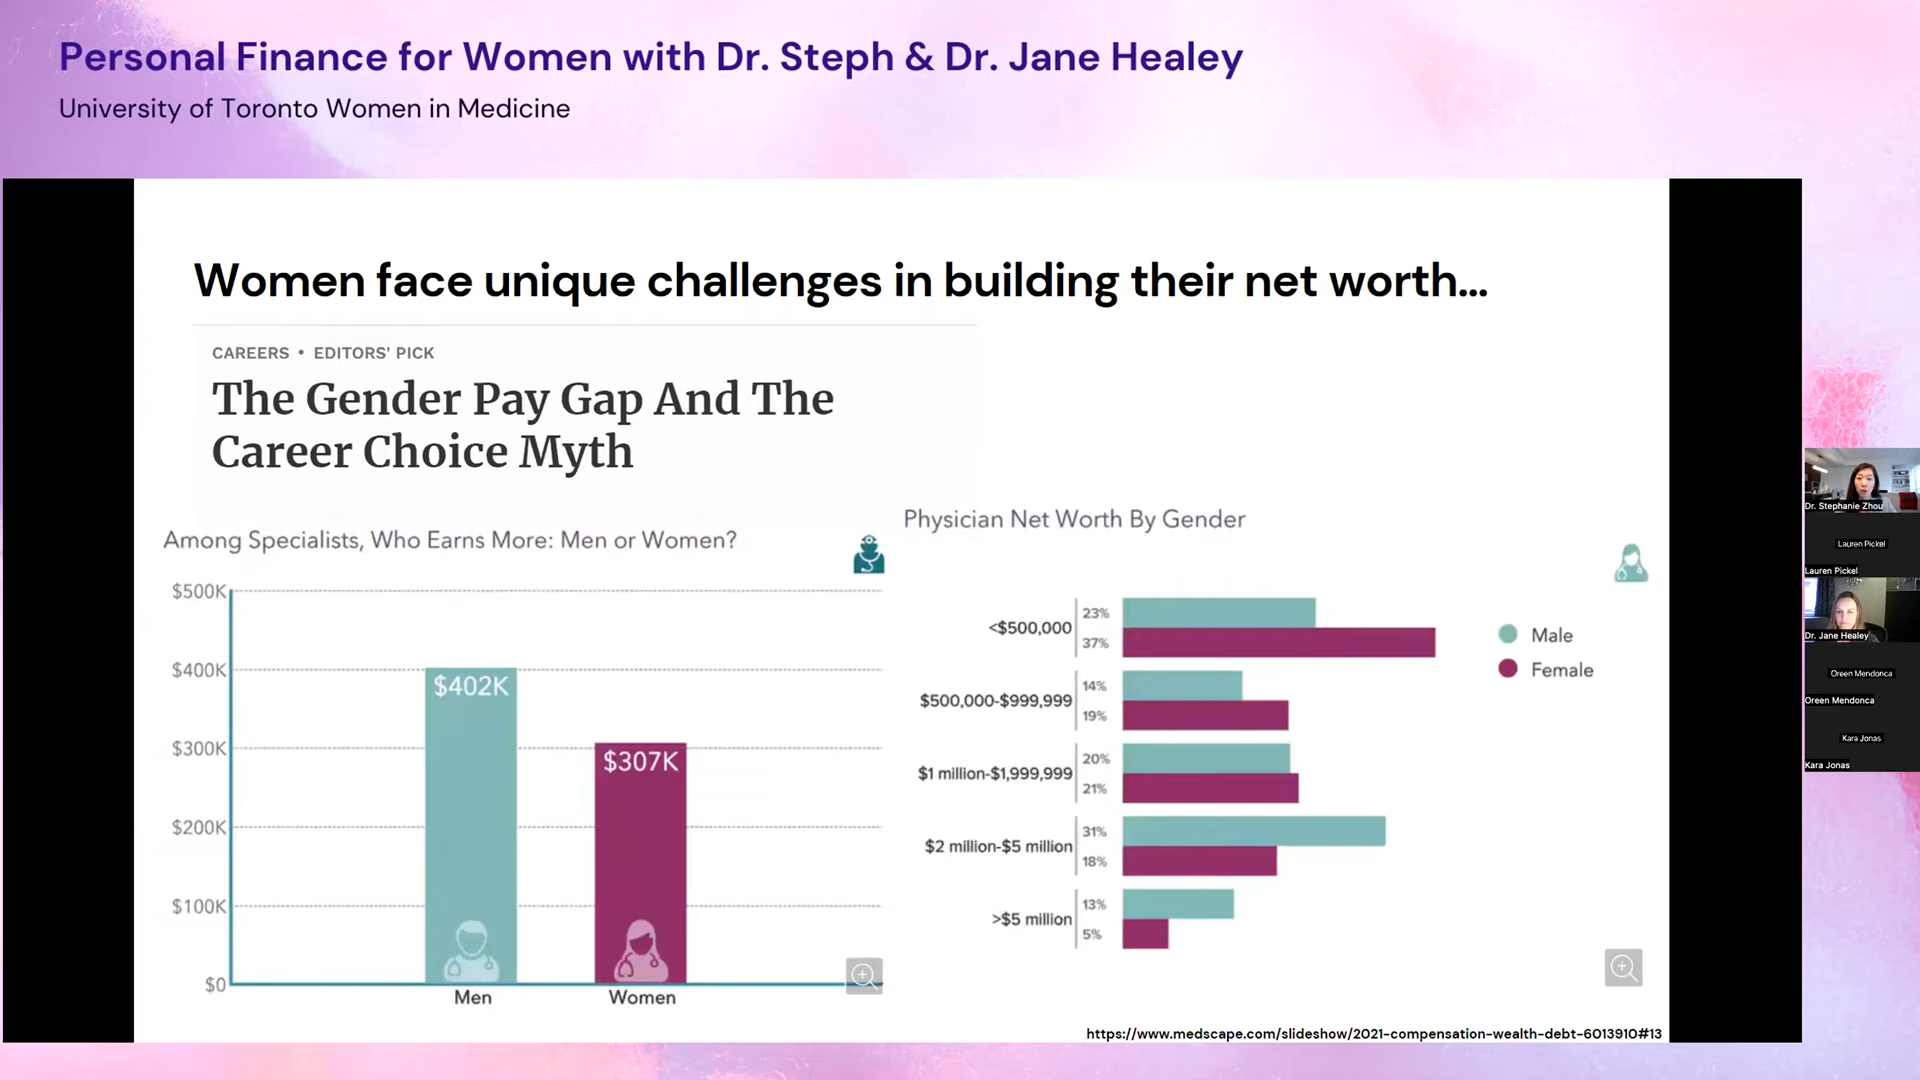 Personal Finance for Women with Dr. Steph & Dr. Jane Healey
University of Toronto Women in Medicine
Women face unique challenges in building their net worth...
CAREERS • EDITORS' PICK
The Gender Pay Gap And The
Career Choice Myth
Among Specialists, Who Earns More: Men or Women?
$500K
$400K
$300K
$200K
$100K
$0
$402K
$307K
Men
Women
Physician Net Worth By Gender
<$500,000
23%
37%
$500,000-$999,999
14%
19%
$1 million-$1,999,999
20%
21%
$2 million-$5 million
31%
18%
>$5 million
13%
5%
Male
Female
https://www.medscape.com/slideshow/2021-compensation-wealth-debt-6013910#13
Dr. Stephanie Zhou
Lauren Pickel
Lauren Pickel
Dr. Jane Healey
Oreen Mendonca
Oreen Mendonca
Kara Jonas
Kara Jonas